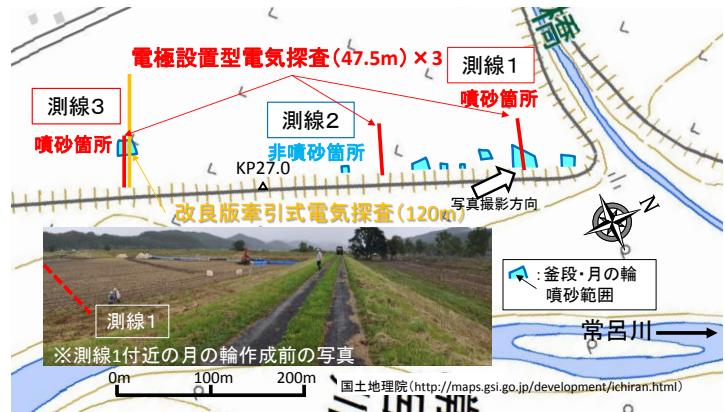 橋
電極設置型電気探査(47.5m)×3
測線1
噴砂箇所
測線3
噴砂箇所
測線2
非噴砂箇所
KP27.0
写真撮影方向
N
改良版牽引式電気探査(120m)
:釜段・月の輪
噴砂範囲
測線1
※測線1付近の月の輪作成前の写真
常呂川
0m 100m 200m
国土地理院(http://maps.gsi.go.jp/development/ichiran.html)